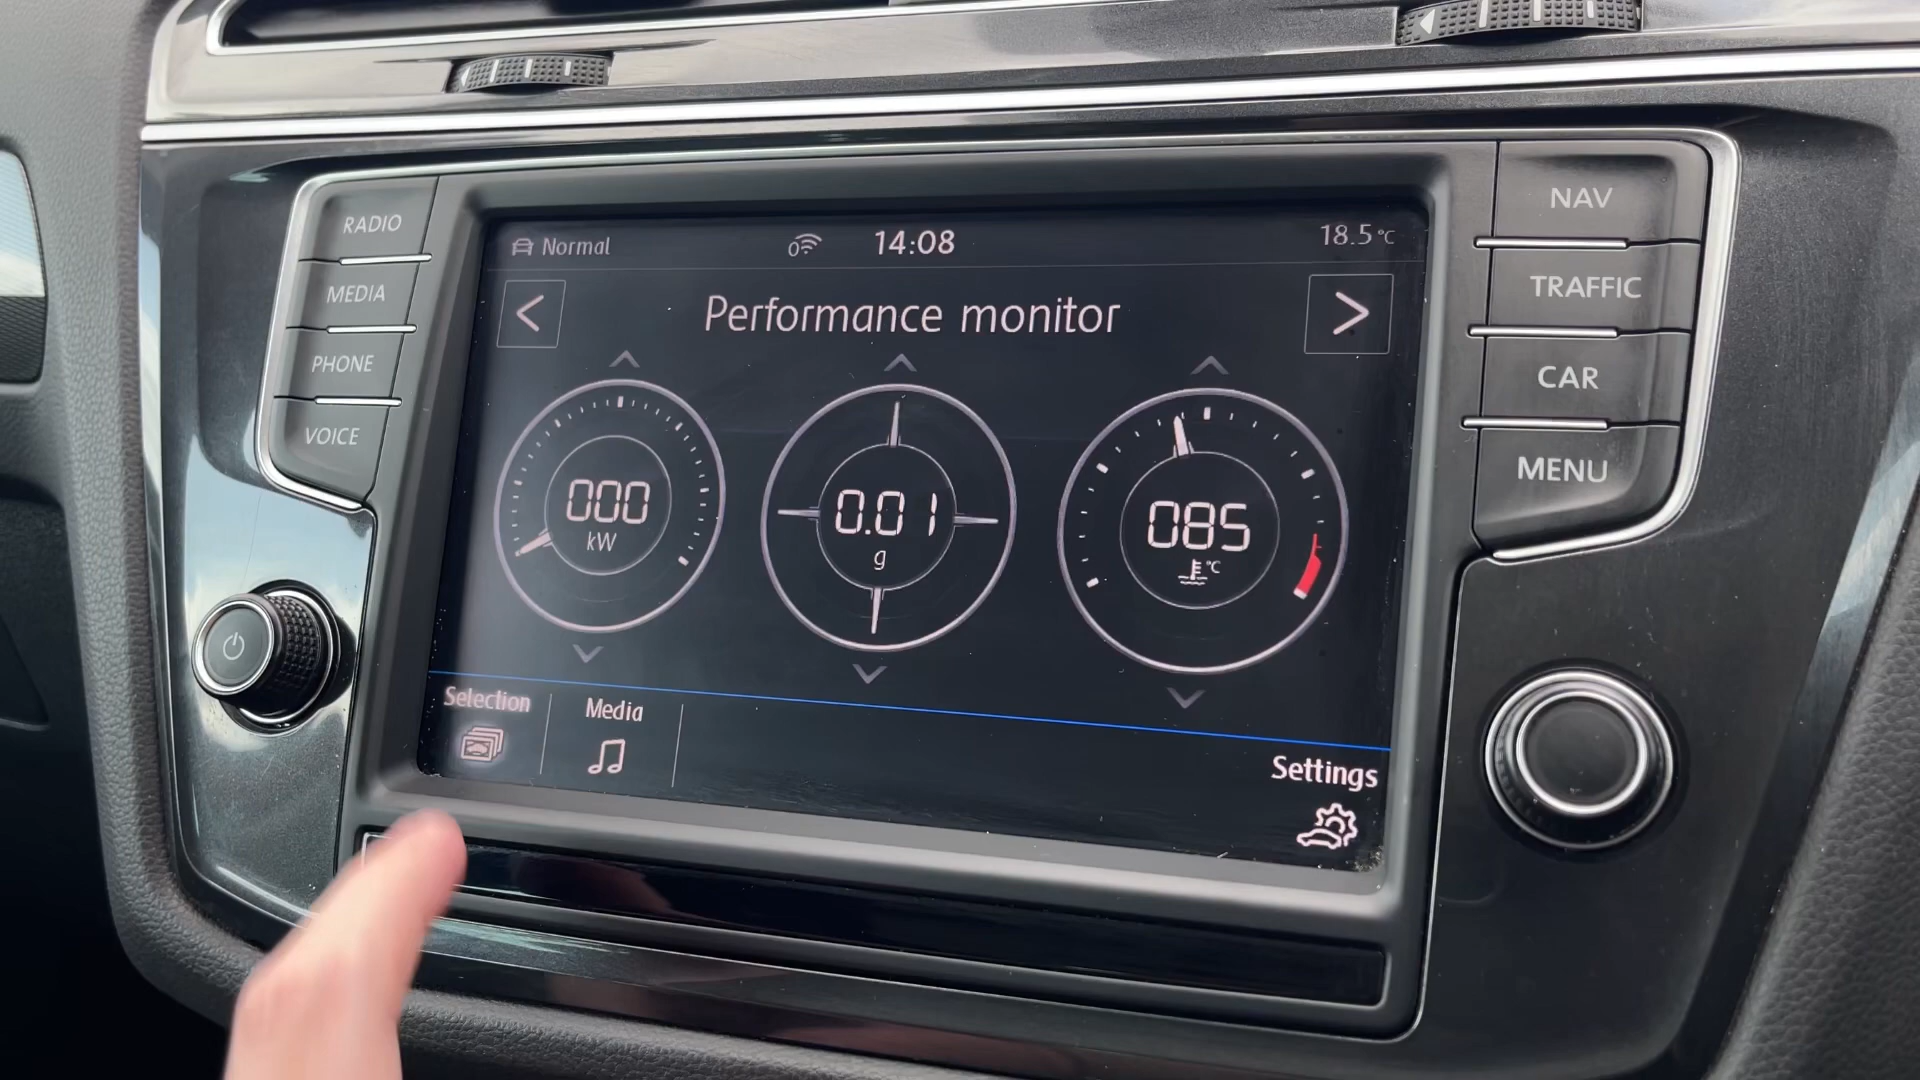 RADIO
MEDIA
PHONE
VOICE
Normal
0
14:08
18.5°C
<
Performance monitor
>
000
kW
0.01
g
085
°C
Selection
Media
Settings
NAV
TRAFFIC
CAR
MENU